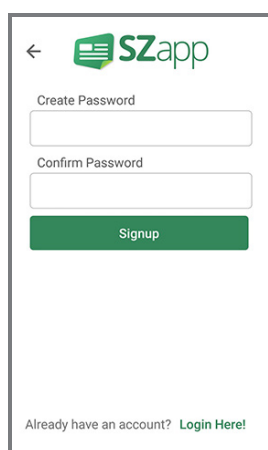 SZapp
Create Password
Confirm Password
Signup
Already have an account? Login Here!